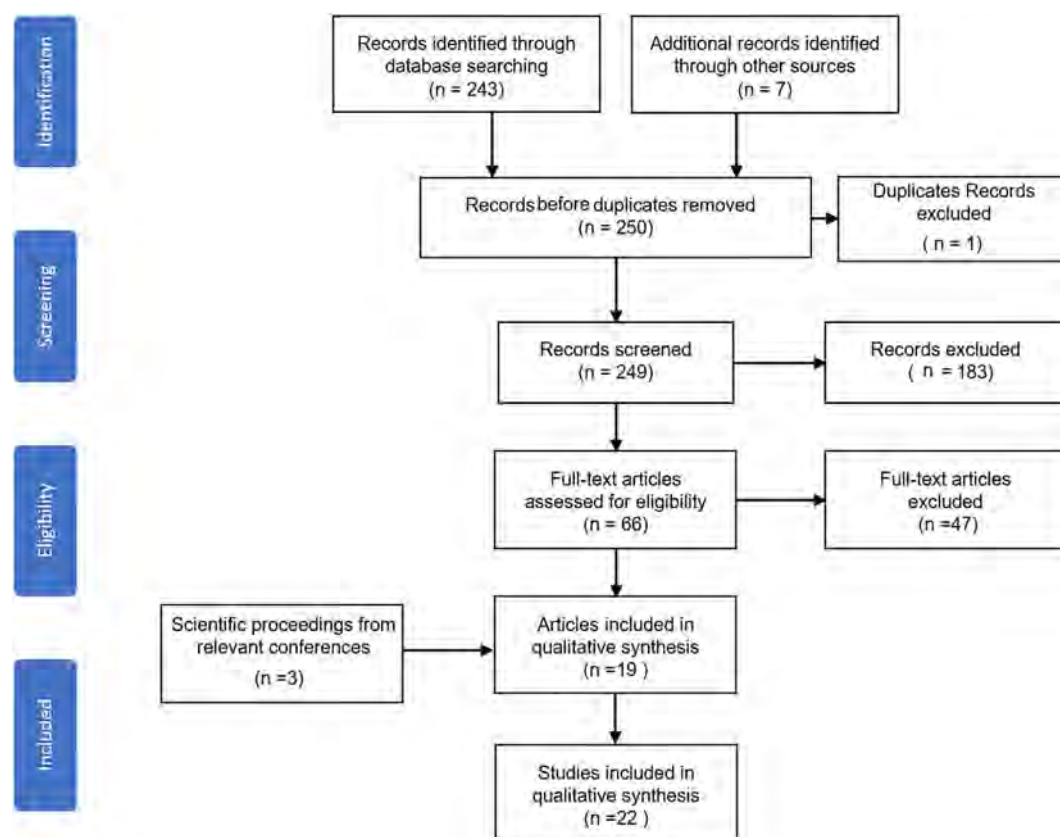 Identification
Records identified through
database searching
(n = 243)
Additional records identified
through other sources
(n = 7)
Records before duplicates removed
(n = 250)
Duplicates Records
excluded
( n = 1)
Screening
Records screened
(n = 249)
Records excluded
( n = 183)
Eligibility
Full-text articles
assessed for eligibility
(n = 66)
Full-text articles
excluded
(n =47)
Scientific proceedings from
relevant conferences
(n =3)
Articles included in
qualitative synthesis
(n =19 )
Included
Studies included in
qualitative synthesis
(n =22 )